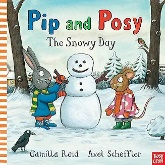 Pip and Posy
The Snowy Day
Camilla Reid Axel Scheffler